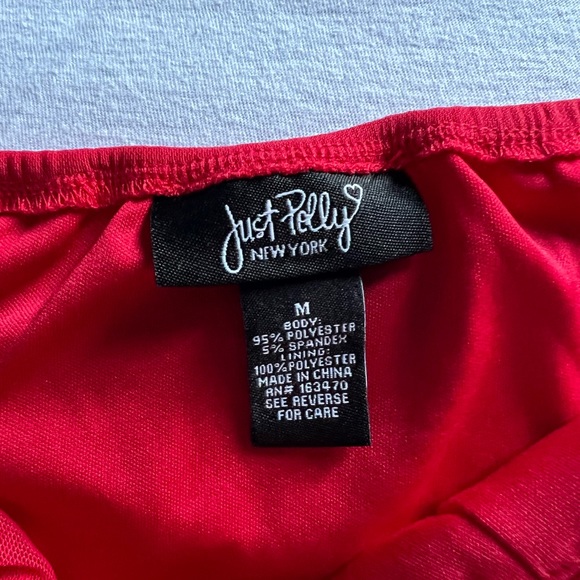 Just Polly
NEW YORK
M
BODY:
95% POLYESTER
5% SPANDEX
LINING:
100% POLYESTER
MADE IN CHINA
RN# 163470
SEE REVERSE
FOR CARE